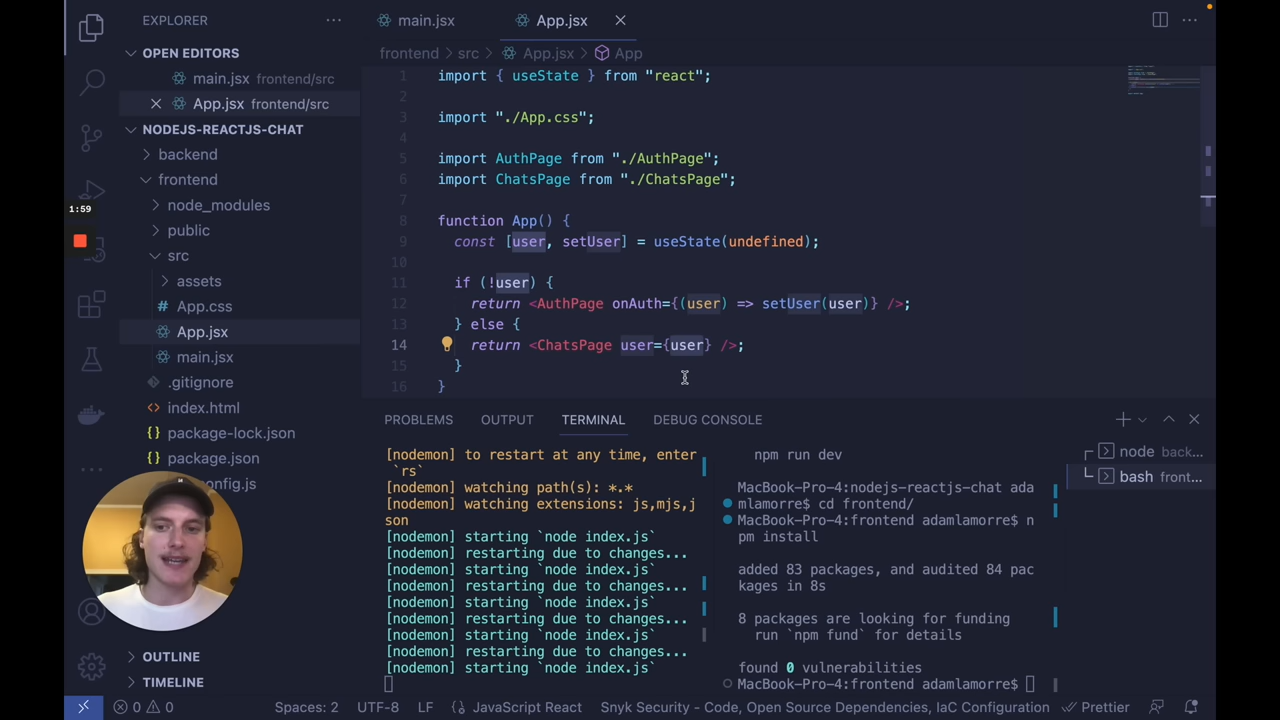 EXPLORER
OPEN EDITORS
main.jsx frontend/src
App.jsx frontend/src
NODEJS-REACTJS-CHAT
backend
frontend
node_modules
1:59
public
src
assets
# App.css
App.jsx
main.jsx
.gitignore
<> index.html
{} package-lock.json
{} package.json
config.js
OUTLINE
TIMELINE
main.jsx
App.jsx
frontend > src > App.jsx > App
1 import { useState } from "react";
2
3 import "./App.css";
4
5 import AuthPage from "./AuthPage";
6 import ChatsPage from "./ChatsPage";
7
8 function App() {
9 const [user, setUser] = useState(undefined);
10
11 if (!user) {
12 return <AuthPage onAuth={(user) => setUser(user)} />;
13 } else {
14 return <ChatsPage user={user} />;
15 }
16 }
PROBLEMS OUTPUT TERMINAL DEBUG CONSOLE
[nodemon] to restart at any time, enter
`rs`
[nodemon] watching path(s): *.*
[nodemon] watching extensions: js,mjs,j
son
[nodemon] starting `node index.js`
[nodemon] restarting due to changes...
[nodemon] starting `node index.js`
[nodemon] restarting due to changes...
[nodemon] starting `node index.js`
[nodemon] restarting due to changes...
[nodemon] starting `node index.js`
[nodemon] restarting due to changes...
[nodemon] starting `node index.js`
npm run dev
MacBook-Pro-4:nodejs-reactjs-chat ada
mlamorre$ cd frontend/
MacBook-Pro-4:frontend adamlamorre$ n
pm install
added 83 packages, and audited 84 pac
kages in 8s
8 packages are looking for funding
run `npm fund` for details
found 0 vulnerabilities
MacBook-Pro-4:frontend adamlamorre$
node back...
bash front...
0 0 Spaces: 2 UTF-8 LF {} JavaScript React Snyk Security - Code, Open Source Dependencies, IaC Configuration Prettier